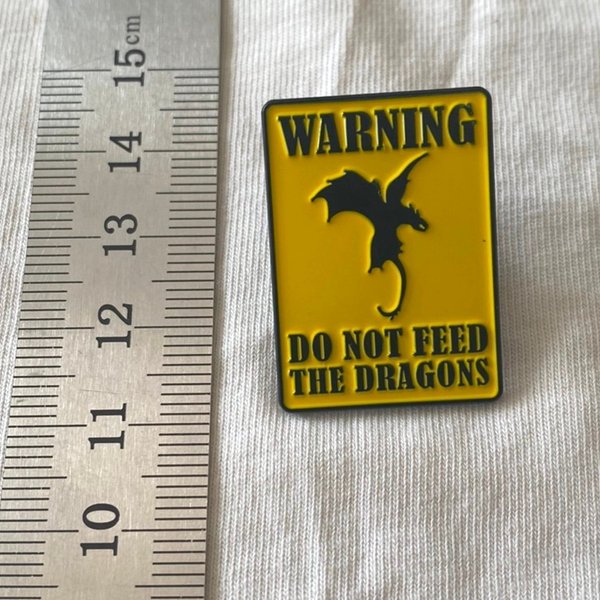 15cm
14
13
12
11
10
WARNING
DO NOT FEED
THE DRAGONS